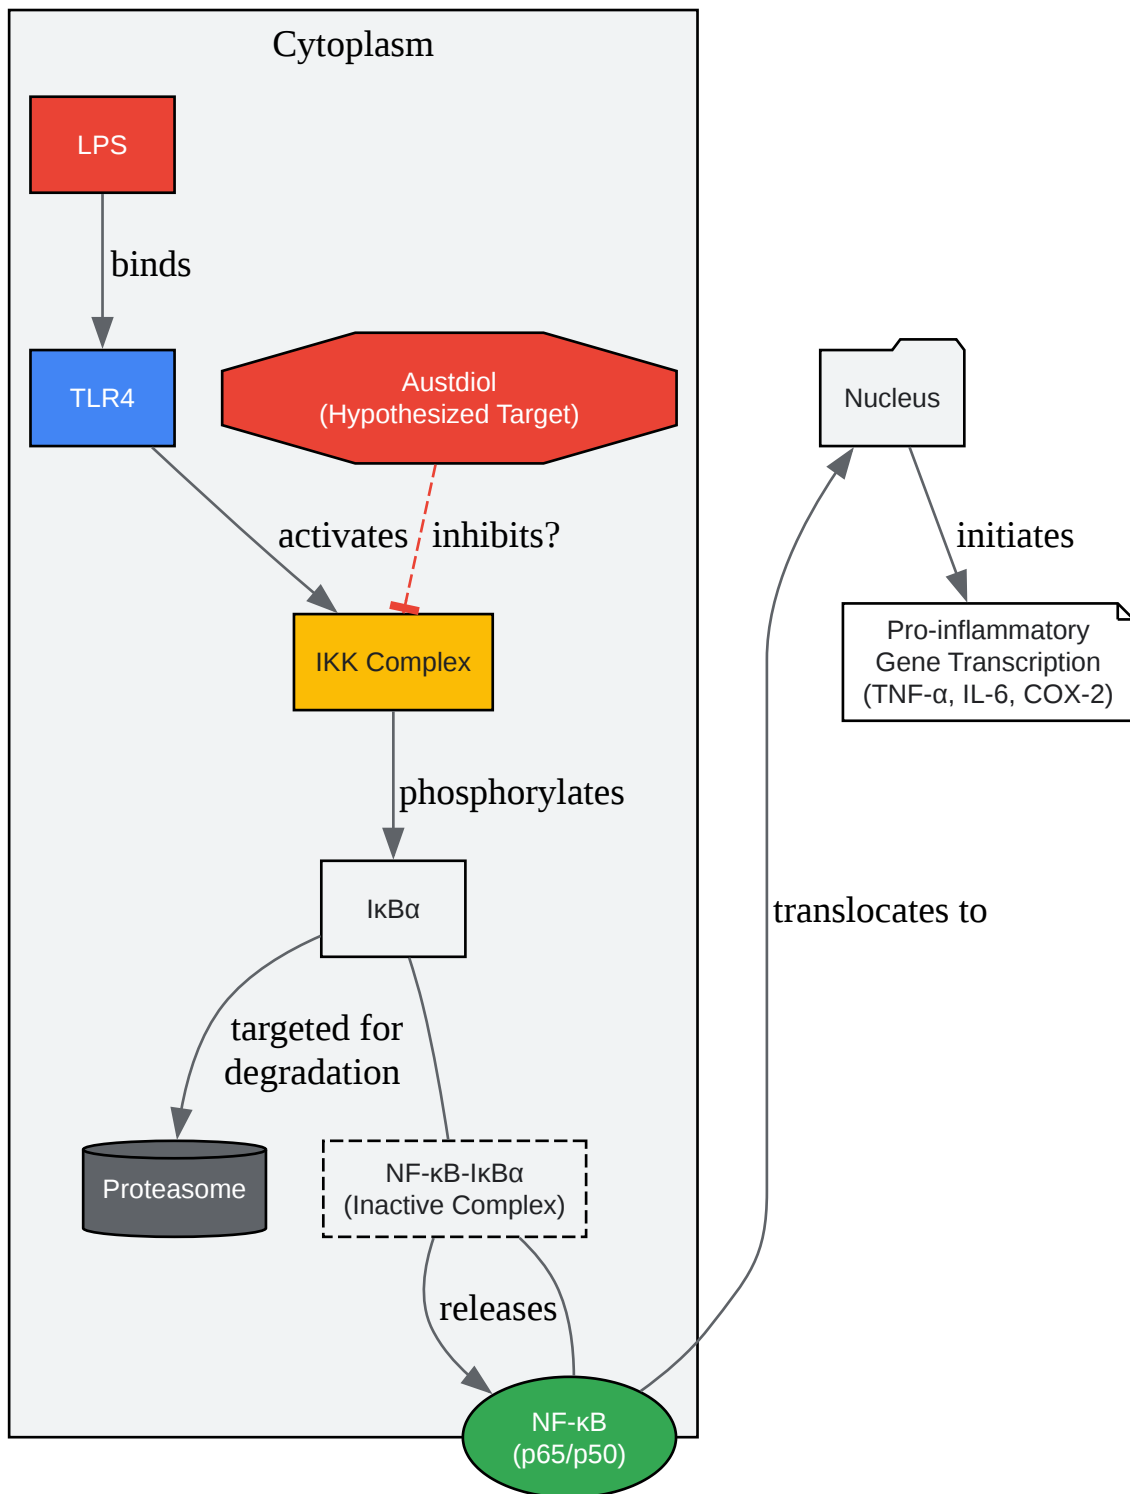 Cytoplasm
LPS
binds
TLR4
Austdiol
(Hypothesized Target)
Nucleus
activates
inhibits?
initiates
IKK Complex
Pro-inflammatory
Gene Transcription
(TNF-α, IL-6, COX-2)
phosphorylates
IκBα
translocates to
targeted for
degradation
Proteasome
NF-κB-IκBα
(Inactive Complex)
releases
NF-κB
(p65/p50)